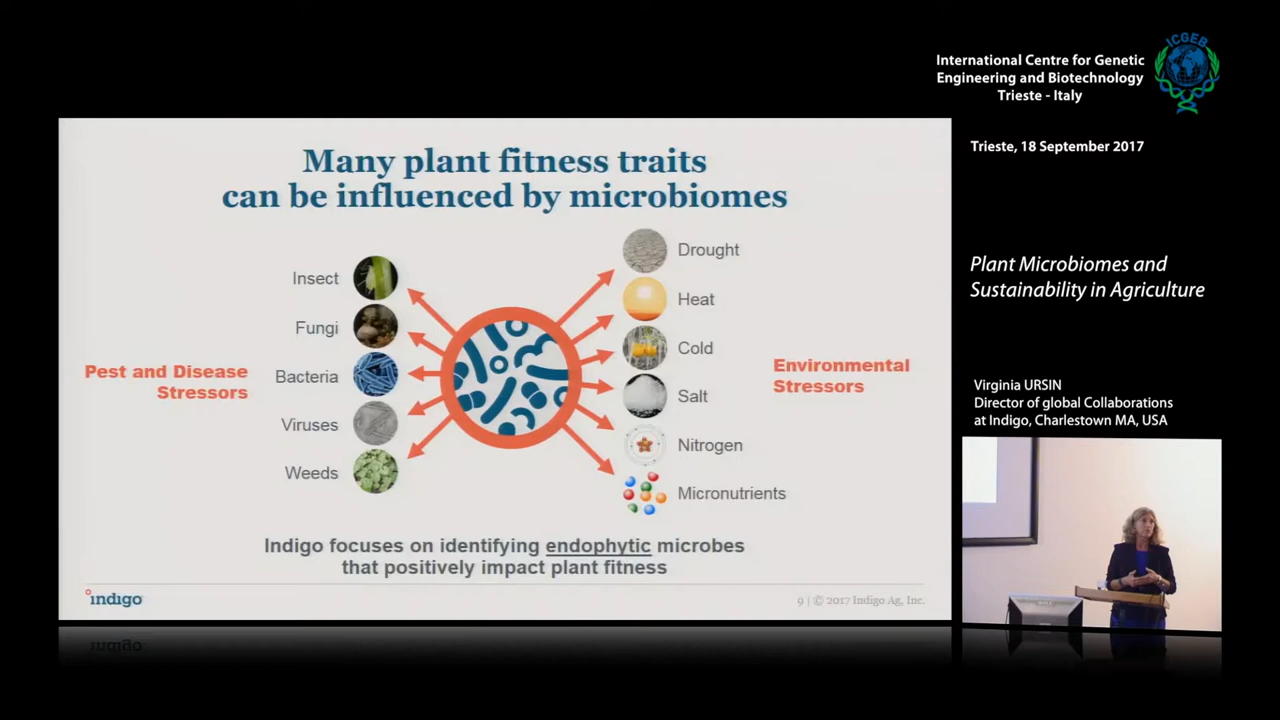 ICGEB
International Centre for Genetic
Engineering and Biotechnology
Trieste - Italy
Trieste, 18 September 2017
Many plant fitness traits
can be influenced by microbiomes
Insect
Fungi
Bacteria
Viruses
Weeds
Pest and Disease
Stressors
Drought
Heat
Cold
Salt
Nitrogen
Micronutrients
Environmental
Stressors
Indigo focuses on identifying endophytic microbes
that positively impact plant fitness
indigo
9 | © 2017 Indigo Ag, Inc.
Plant Microbiomes and
Sustainability in Agriculture
Virginia URSIN
Director of global Collaborations
at Indigo, Charlestown MA, USA